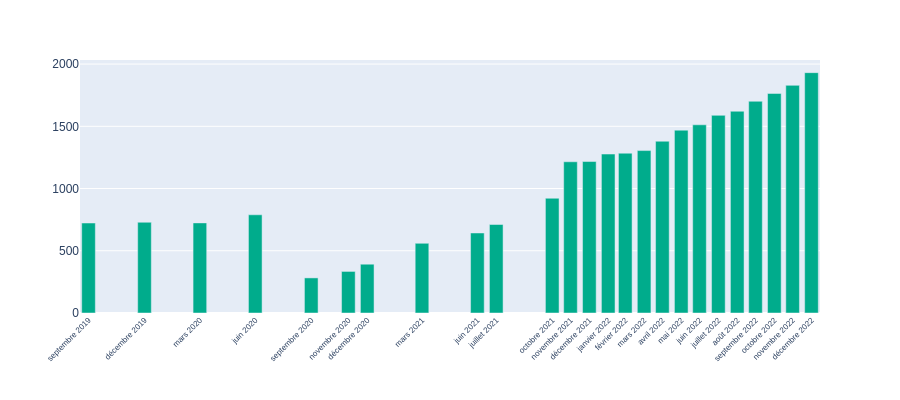 2000
1500
1000
500
0
septembre 2019
décembre 2019
mars 2020
juin 2020
septembre 2020
novembre 2020
décembre 2020
mars 2021
juin 2021
juillet 2021
octobre 2021
novembre 2021
décembre 2021
janvier 2022
février 2022
mars 2022
avril 2022
mai 2022
juin 2022
juillet 2022
août 2022
septembre 2022
octobre 2022
novembre 2022
décembre 2022